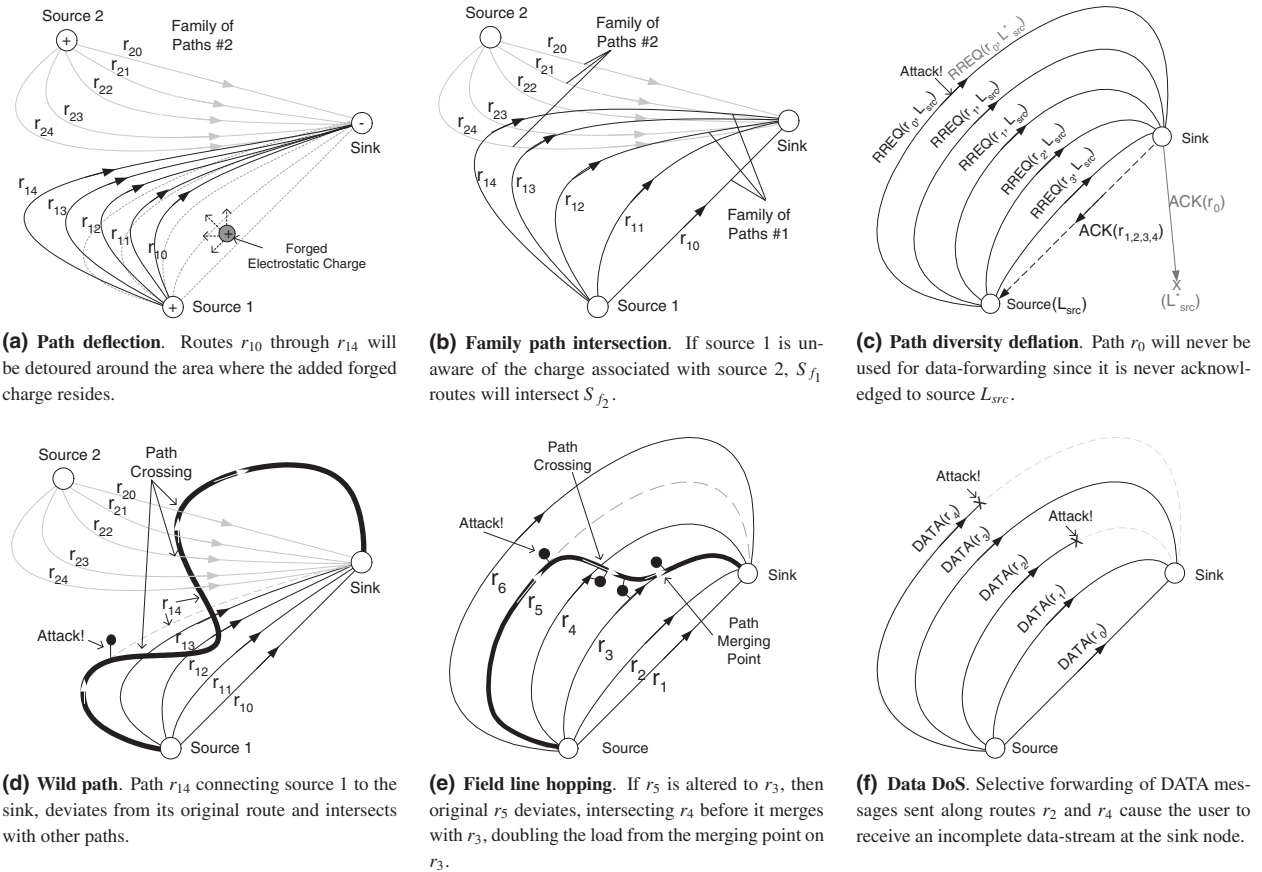 Source 2
+
Family of
Paths #2
r20
r21
r22
r23
r24
-
Sink
r14
r13
r12
r11
r10
+
Forged
Electrostatic Charge
+
Source 1
(a) Path deflection. Routes r10 through r14 will
be detoured around the area where the added forged
charge resides.
Source 2
Family of
Paths #2
r20
r21
r22
r23
r24
Sink
r14
r13
r12
r11
r10
Family of
Paths #1
Source 1
(b) Family path intersection. If source 1 is un-
aware of the charge associated with source 2, Sf1
routes will intersect Sf2.
Attack!
RREQ(r0, L*src)
RREQ(r0, Lsrc)
RREQ(r1, Lsrc)
RREQ(r1, Lsrc)
RREQ(r2, Lsrc)
RREQ(r3, Lsrc)
Sink
ACK(r0)
ACK(r1,2,3,4)
x
(L*src)
Source(Lsrc)
(c) Path diversity deflation. Path r0 will never be
used for data-forwarding since it is never acknowl-
edged to source Lsrc.
Source 2
Path
Crossing
r20
r21
r22
r23
r24
Sink
r14
Attack!
r13
r12
r11
r10
Source 1
(d) Wild path. Path r14 connecting source 1 to the
sink, deviates from its original route and intersects
with other paths.
Path
Crossing
Attack!
r6
r5
r4
r3
r2
r1
Sink
Path
Merging
Point
Source
(e) Field line hopping. If r5 is altered to r3, then
original r5 deviates, intersecting r4 before it merges
with r3, doubling the load from the merging point on
r3.
Attack!
x
Attack!
x
DATA(r4)
DATA(r3)
DATA(r2)
DATA(r1)
DATA(r0)
Sink
Source
(f) Data DoS. Selective forwarding of DATA mes-
sages sent along routes r2 and r4 cause the user to
receive an incomplete data-stream at the sink node.